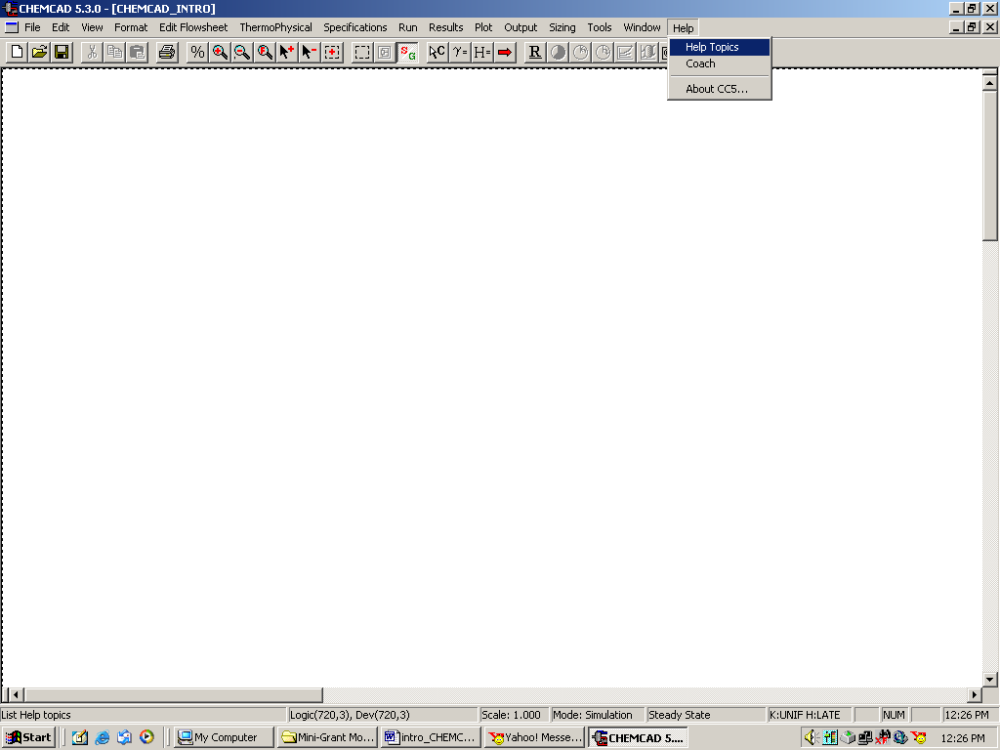 CHEMCAD 5.3.0 - [CHEMCAD_INTRO]
File Edit View Format Edit Flowsheet ThermoPhysical Specifications Run Results Plot Output Sizing Tools Window Help
% S G C γ= H= R
Help Topics
Coach
About CC5...
List Help topics Logic(720,3), Dev(720,3) Scale: 1.000 Mode: Simulation Steady State K:UNIF H:LATE NUM 12:26 PM
Start My Computer Mini-Grant Mo... intro_CHEMC... Yahoo! Messe... CHEMCAD 5.... 12:26 PM